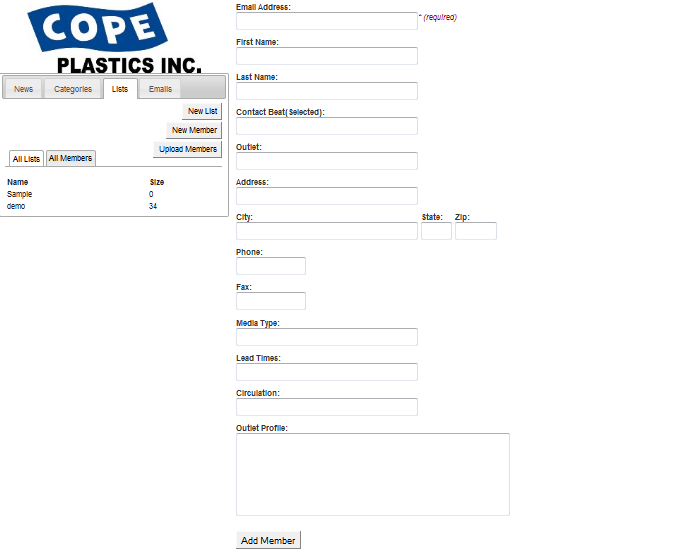 COPE
PLASTICS INC.
News Categories Lists Emails
New List
New Member
Upload Members
All Lists All Members
Name Size
Sample 0
demo 34
Email Address:
* (required)
First Name:
Last Name:
Contact Beat(Selected):
Outlet:
Address:
City: State: Zip:
Phone:
Fax:
Media Type:
Lead Times:
Circulation:
Outlet Profile:
Add Member